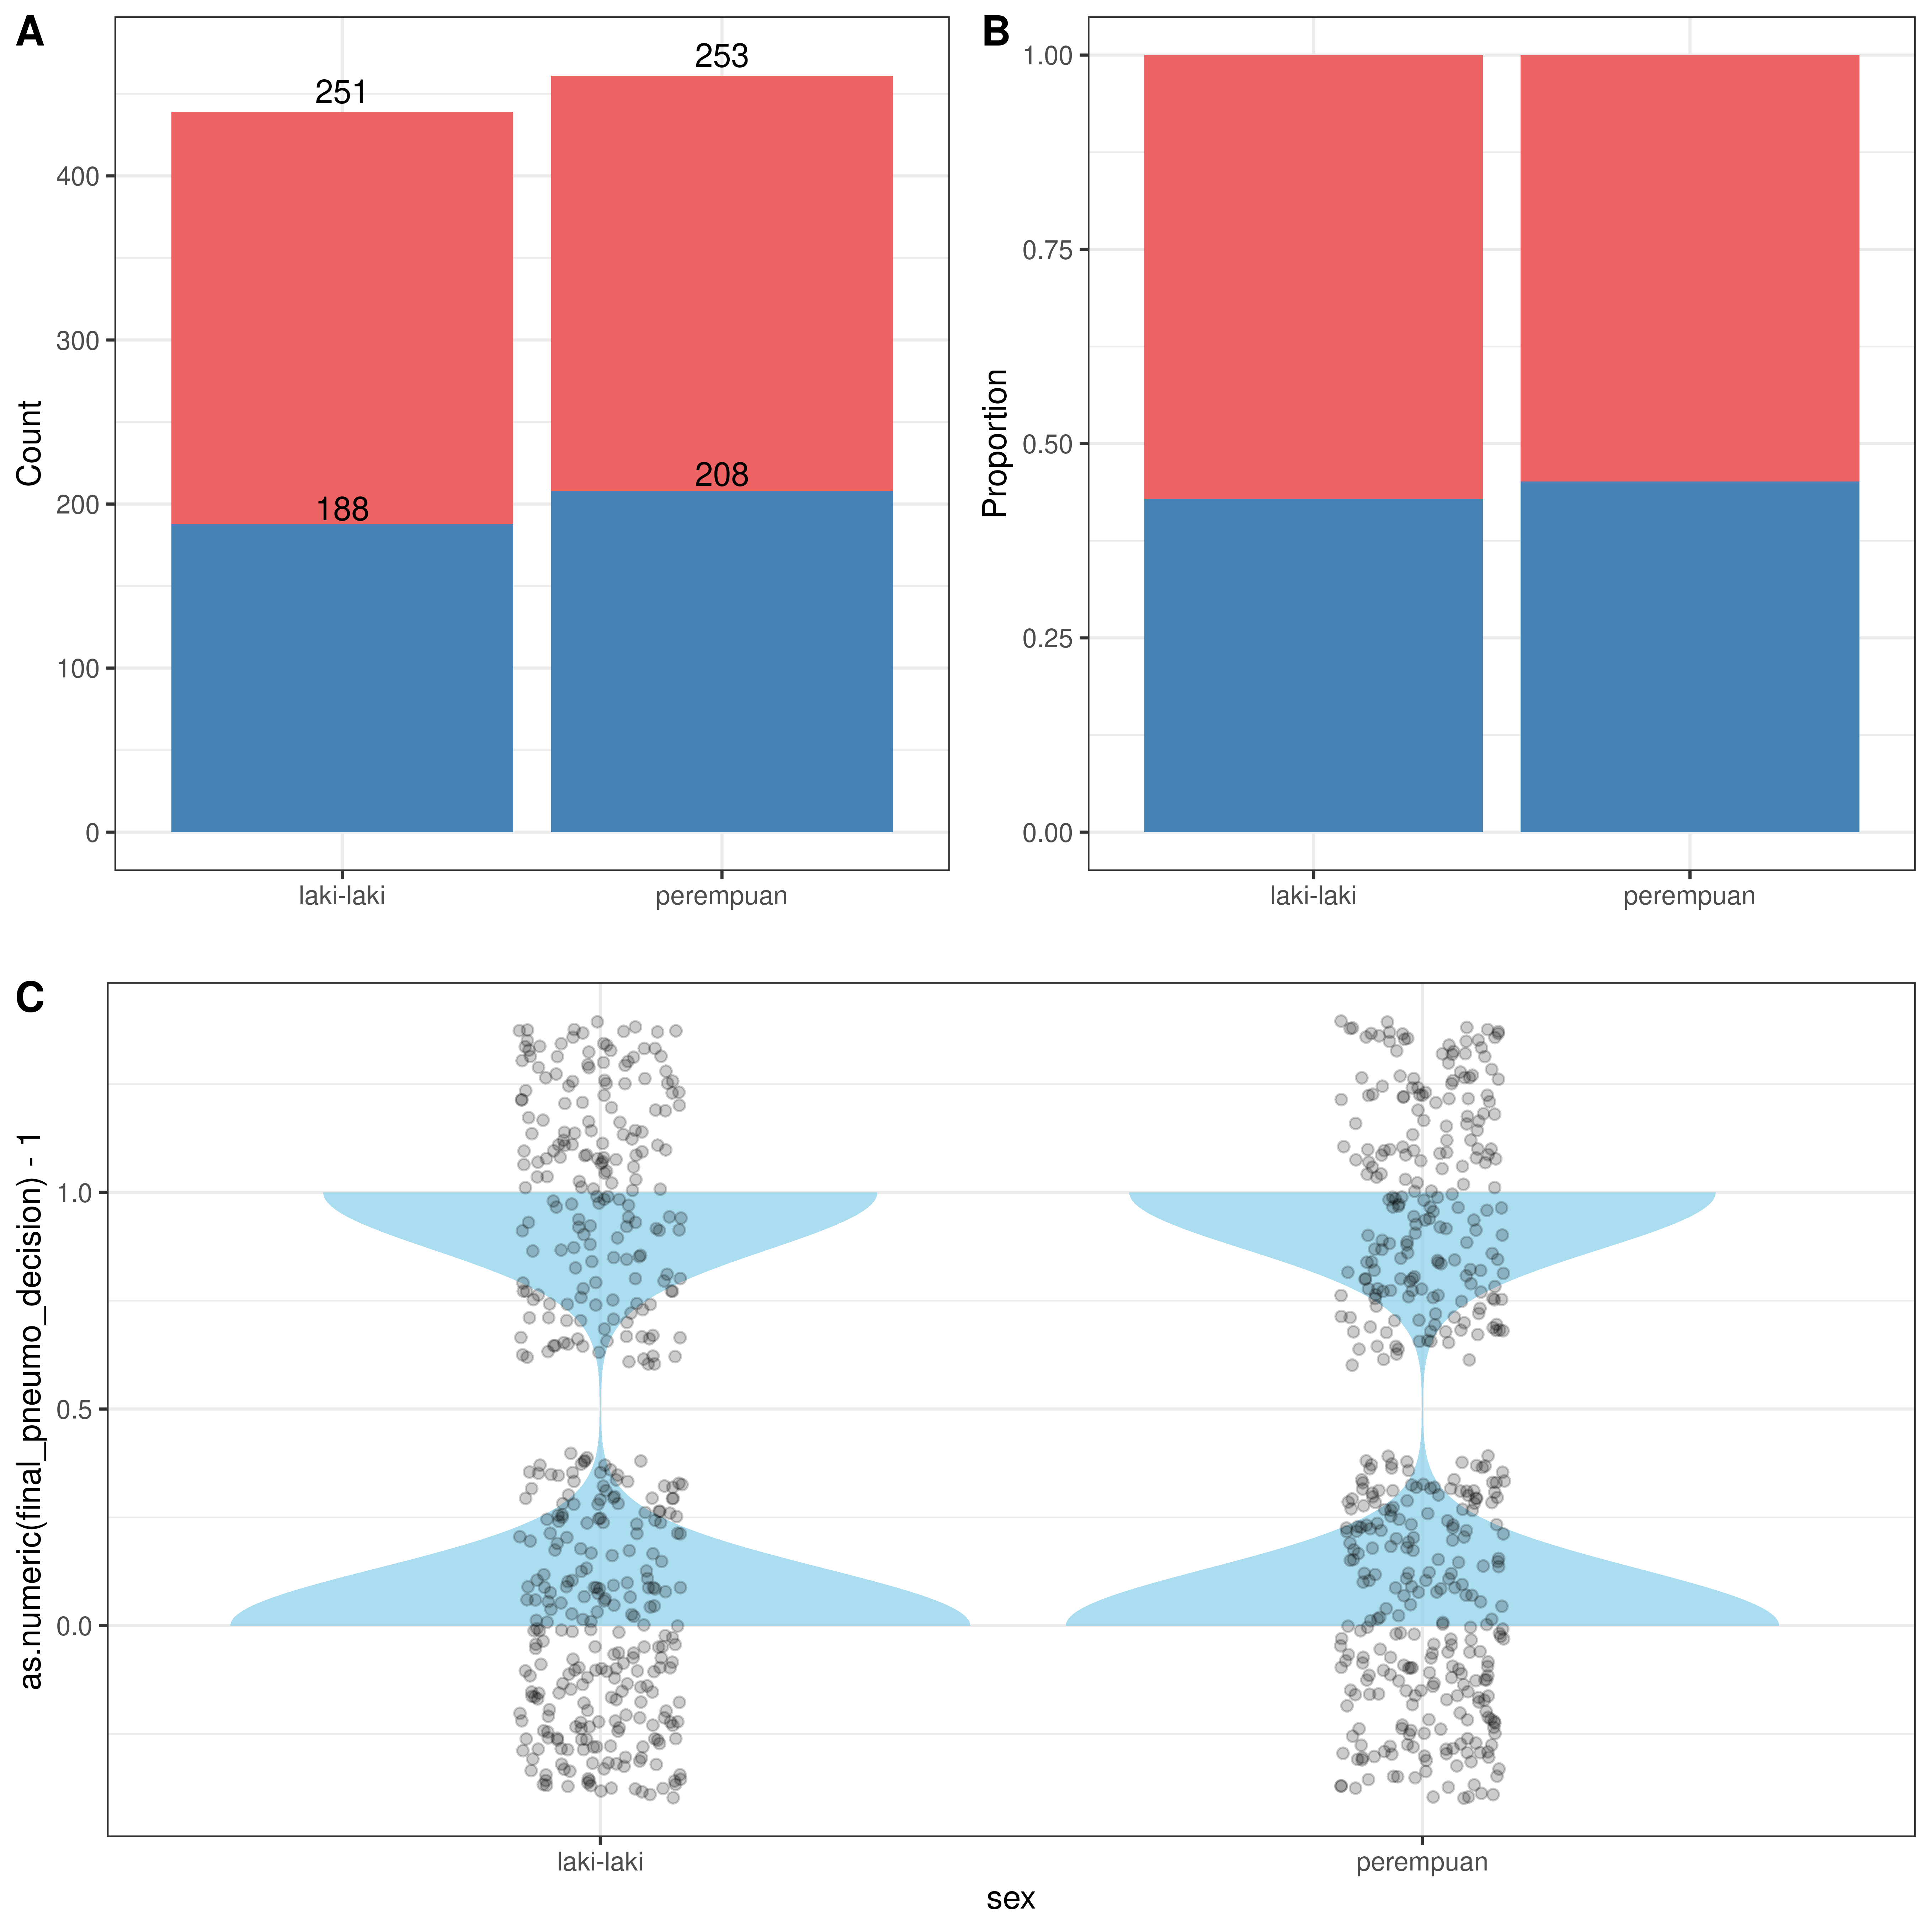 A
253
251
400
300
208
200
188
100
0
Count
laki-laki
perempuan
B
1.00
0.75
0.50
0.25
0.00
Proportion
laki-laki
perempuan
C
1.0
0.5
0.0
as.numeric(final_pneumo_decision) - 1
laki-laki
perempuan
sex